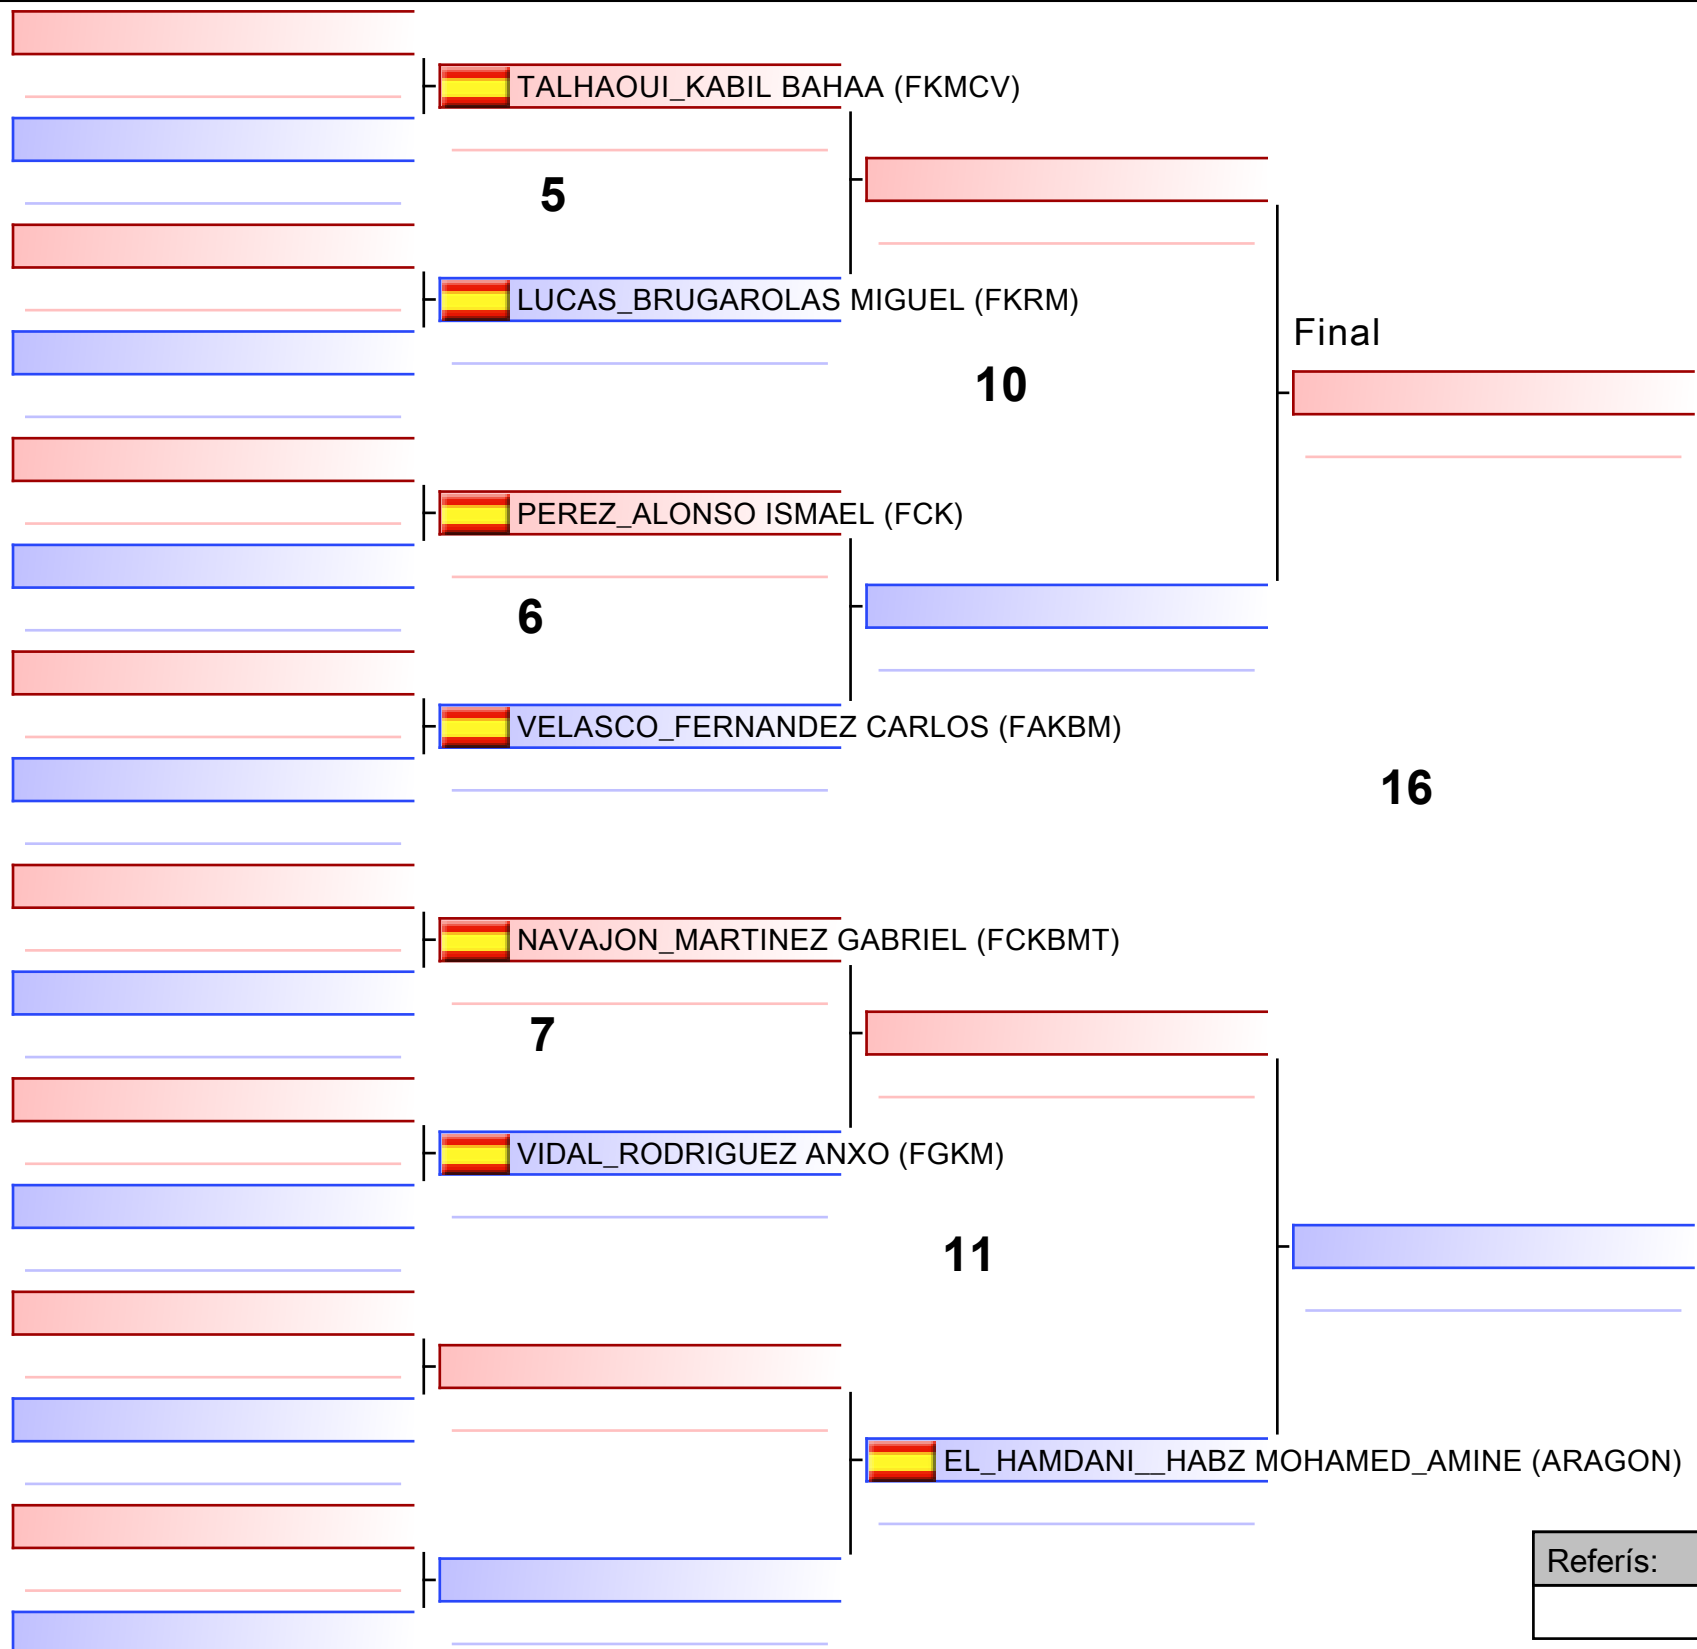 TALHAOUI_KABIL BAHAA (FKMCV)
5
LUCAS_BRUGAROLAS MIGUEL (FKRM)
Final
10
PEREZ_ALONSO ISMAEL (FCK)
6
VELASCO_FERNANDEZ CARLOS (FAKBM)
16
NAVAJON_MARTINEZ GABRIEL (FCKBMT)
7
VIDAL_RODRIGUEZ ANXO (FGKM)
11
EL_HAMDANI__HABZ MOHAMED_AMINE (ARAGON)
Referís: